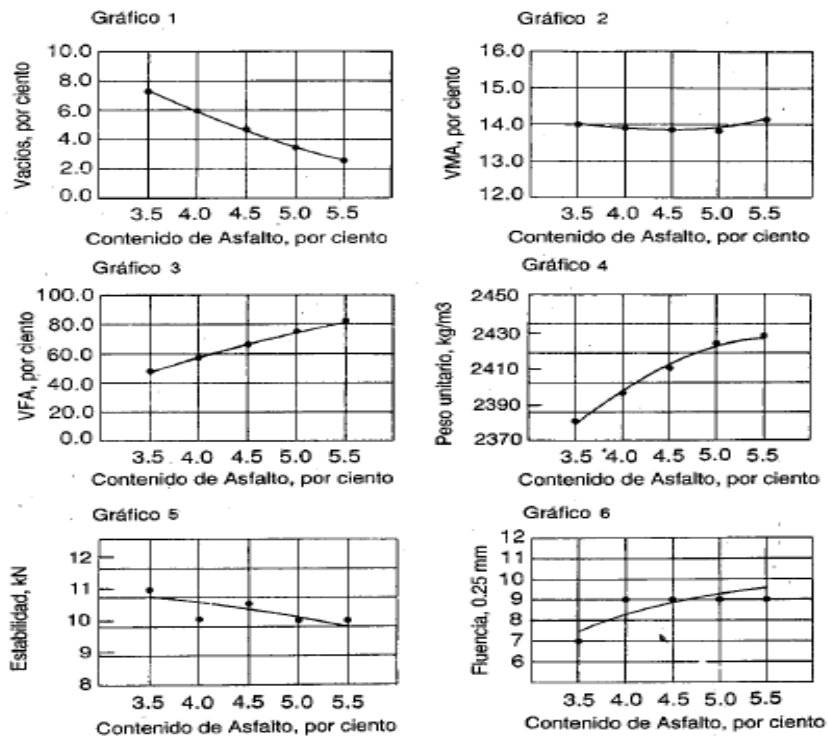 Gráfico 1
Vacios, por ciento
10.0
8.0
6.0
4.0
2.0
0.0
3.5 4.0 4.5 5.0 5.5
Contenido de Asfalto, por ciento
Gráfico 2
VMA, por ciento
16.0
15.0
14.0
13.0
12.0
3.5 4.0 4.5 5.0 5.5
Contenido de Asfalto, por ciento
Gráfico 3
VFA, por ciento
100.0
80.0
60.0
40.0
20.0
0.0
3.5 4.0 4.5 5.0 5.5
Contenido de Asfalto, por ciento
Gráfico 4
Peso unitario, kg/m3
2450
2430
2410
2390
2370
3.5 4.0 4.5 5.0 5.5
Contenido de Asfalto, por ciento
Gráfico 5
Estabilidad, kN
12
11
10
9
8
3.5 4.0 4.5 5.0 5.5
Contenido de Asfalto, por ciento
Gráfico 6
Fluencia, 0.25 mm
12
11
10
9
8
7
6
3.5 4.0 4.5 5.0 5.5
Contenido de Asfalto, por ciento